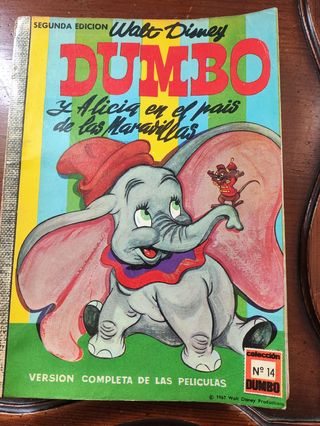 SEGUNDA EDICION Walt Disney
DUMBO
y Alicia en el pais
de las Maravillas
colección
Nº 14
DUMBO
VERSION COMPLETA DE LAS PELICULAS
© 1967 Walt Disney Productions